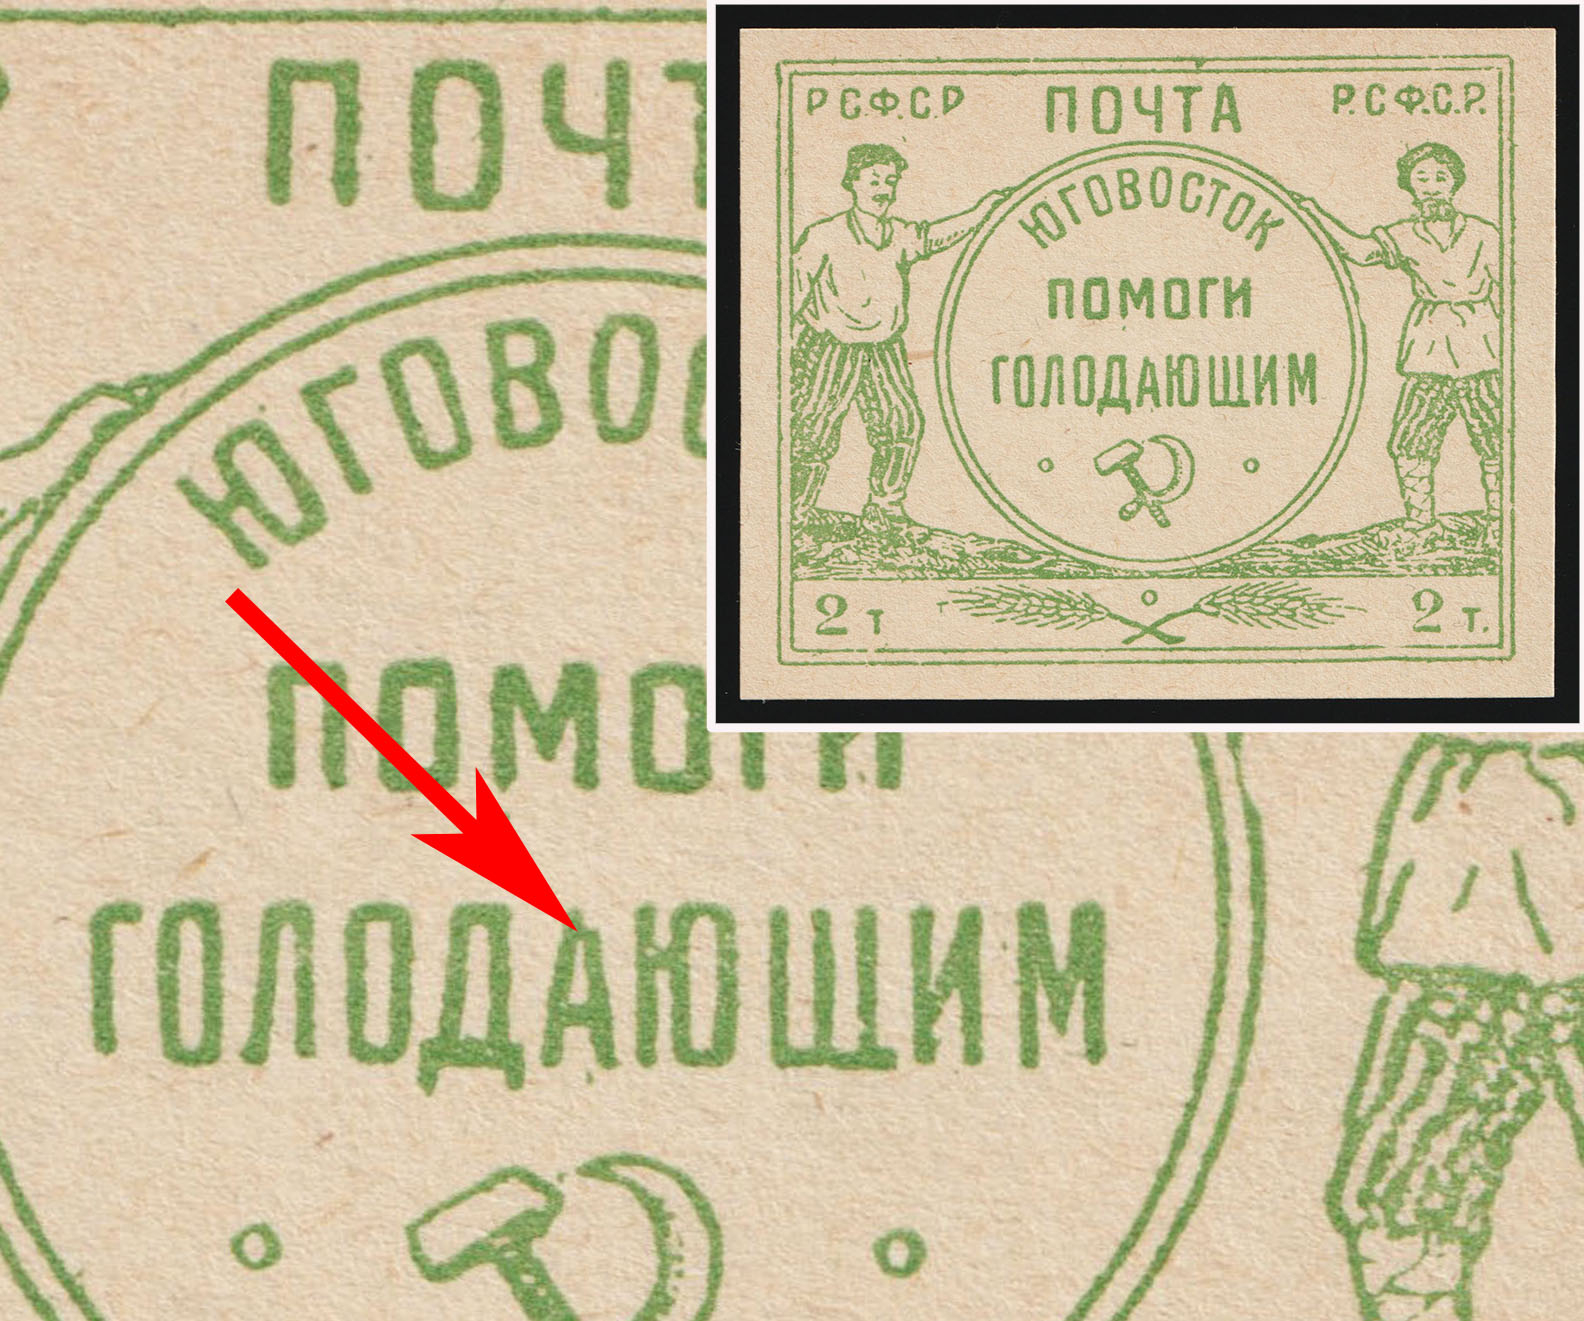 ПОЧТ
ЮГОВОС
ПОМОГИ
ГОЛОДАЮЩИМ
Р С.Ф.С.Р ПОЧТА Р.С Ф.С.Р.
ЮГОВОСТОК
ПОМОГИ
ГОЛОДАЮЩИМ
2 т 2 т.